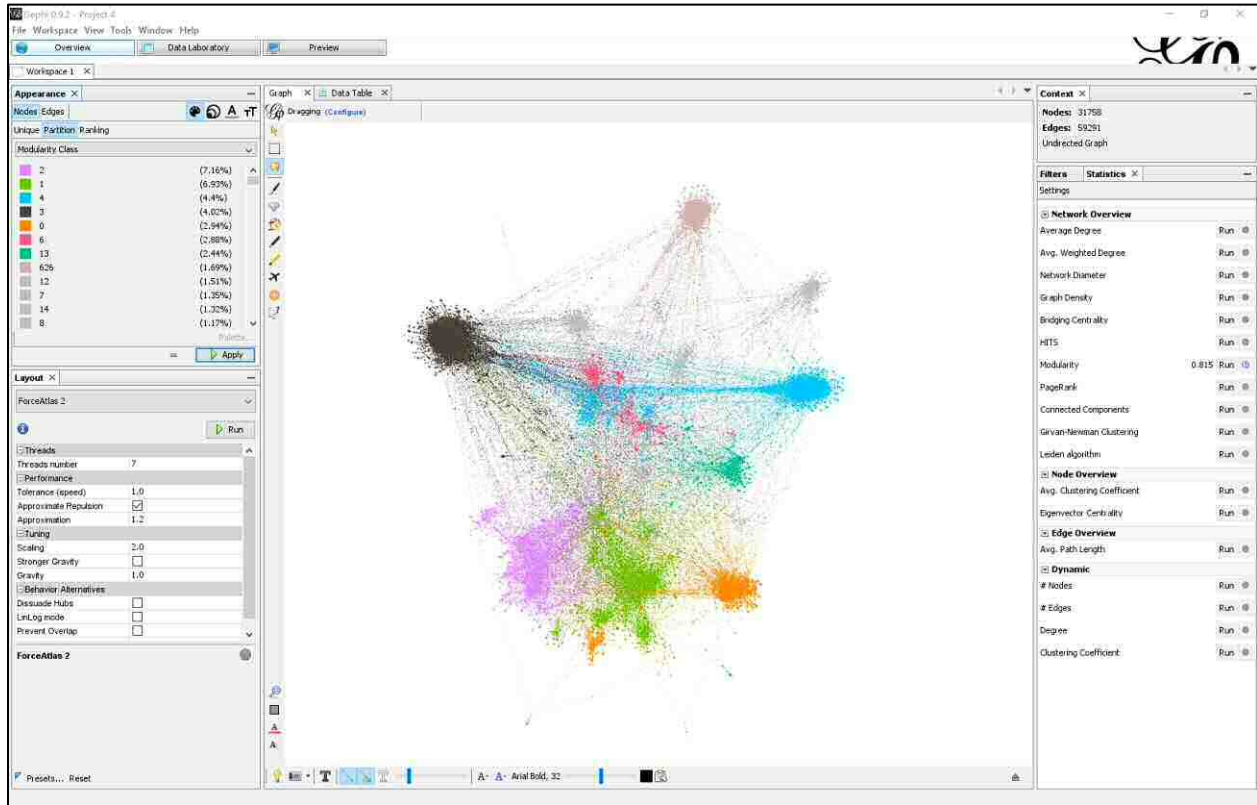 Gephi 0.9.2 - Project 4
File Workspace View Tools Window Help
Overview Data Laboratory Preview
Workspace 1
Appearance
Nodes Edges
Unique Partition Ranking
Modularity Class
2 (7.16%)
1 (6.93%)
4 (4.4%)
3 (4.02%)
0 (2.94%)
6 (2.88%)
13 (2.44%)
626 (1.69%)
12 (1.51%)
7 (1.35%)
14 (1.32%)
8 (1.17%)
Palette...
Apply
Layout
ForceAtlas 2
Run
Threads
Threads number 7
Performance
Tolerance (speed) 1.0
Approximate Repulsion
Approximation 1.2
Tuning
Scaling 2.0
Stronger Gravity
Gravity 1.0
Behavior Alternatives
Dissuade Hubs
LinLog mode
Prevent Overlap
ForceAtlas 2
Presets... Reset
Graph Data Table
Dragging (Configure)
T A- A- Arial Bold, 32
Context
Nodes: 31758
Edges: 59291
Undirected Graph
Filters Statistics
Settings
Network Overview
Average Degree Run
Avg. Weighted Degree Run
Network Diameter Run
Graph Density Run
Bridging Centrality Run
HITS Run
Modularity 0.815 Run
PageRank Run
Connected Components Run
Girvan-Newman Clustering Run
Leiden algorithm Run
Node Overview
Avg. Clustering Coefficient Run
Eigenvector Centrality Run
Edge Overview
Avg. Path Length Run
Dynamic
# Nodes Run
# Edges Run
Degree Run
Clustering Coefficient Run